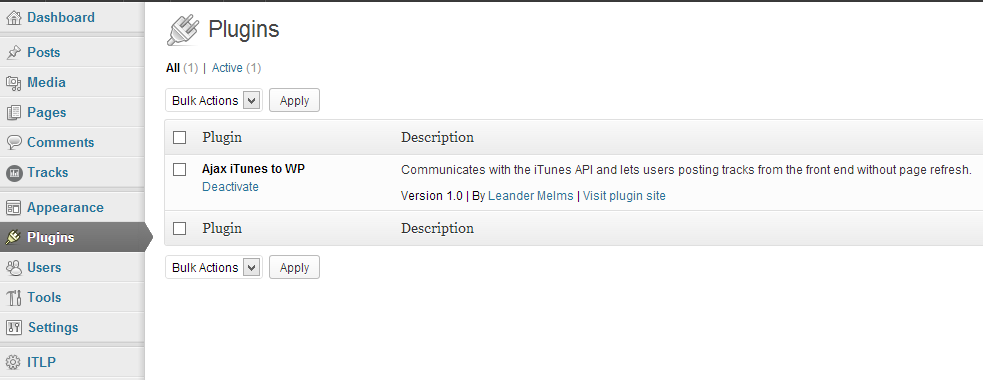 Dashboard
Posts
Media
Pages
Comments
Tracks
Appearance
Plugins
Users
Tools
Settings
ITLP
Plugins
All (1) | Active (1)
Bulk Actions Apply
Plugin Description
Ajax iTunes to WP Communicates with the iTunes API and lets users posting tracks from the front end without page refresh.
Deactivate
Version 1.0 | By Leander Melms | Visit plugin site
Plugin Description
Bulk Actions Apply